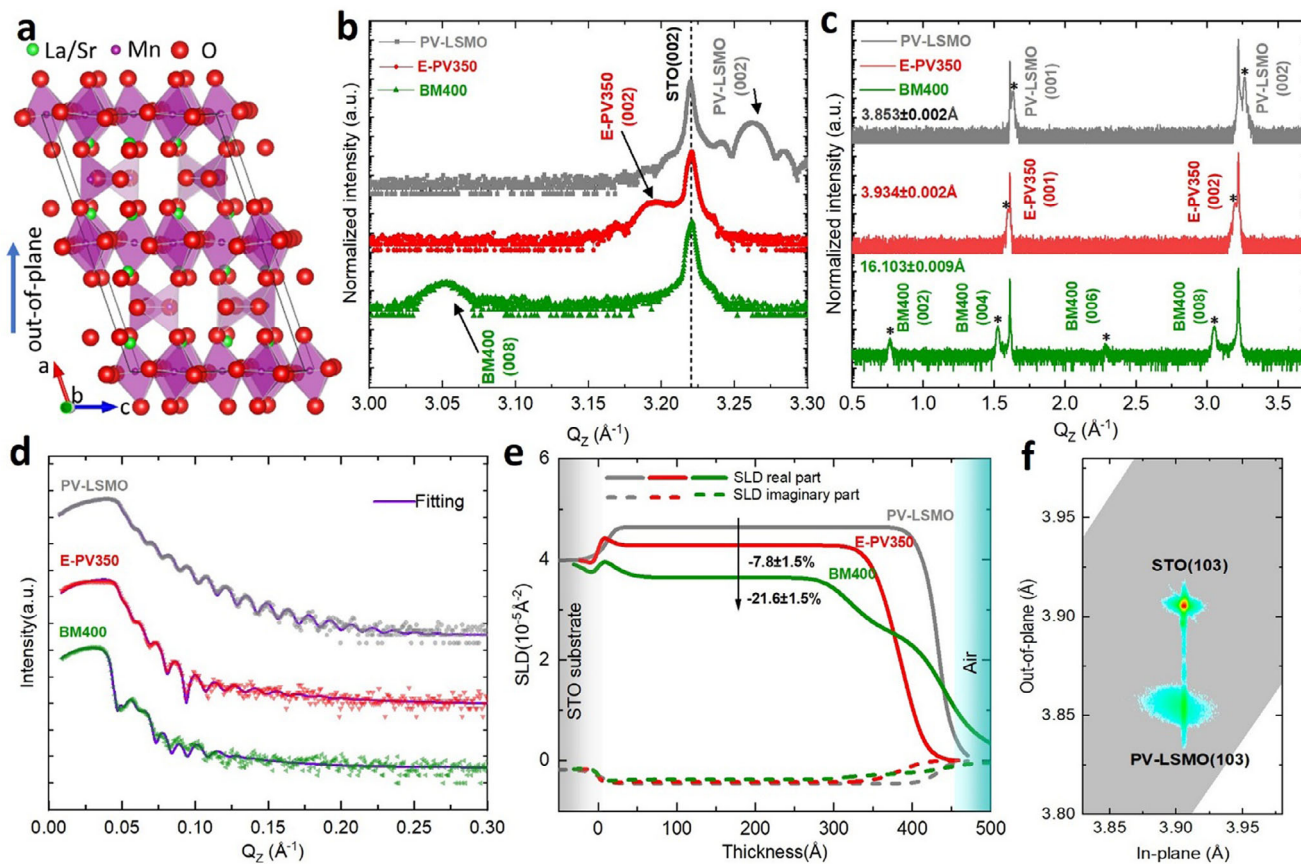 a
La/Sr Mn O
out-of-plane
a
b
c
b
PV-LSMO
E-PV350
BM400
STO(002)
PV-LSMO
(002)
E-PV350
(002)
BM400
(008)
Normalized intensity (a.u.)
3.00 3.05 3.10 3.15 3.20 3.25 3.30
QZ (Å-1)
c
PV-LSMO
E-PV350
BM400
3.853±0.002Å
* PV-LSMO
(001)
* PV-LSMO
(002)
3.934±0.002Å
* E-PV350
(001)
E-PV350
(002) *
16.103±0.009Å
* BM400
(002)
BM400
(004) *
BM400
(006) *
BM400
(008) *
Normalized intensity (a.u.)
0.5 1.0 1.5 2.0 2.5 3.0 3.5
QZ (Å-1)
d
PV-LSMO
Fitting
E-PV350
BM400
Intensity(a.u.)
0.00 0.05 0.10 0.15 0.20 0.25 0.30
QZ (Å-1)
e
SLD real part
SLD imaginary part
PV-LSMO
E-PV350
BM400
-7.8±1.5%
-21.6±1.5%
STO substrate
Air
SLD(10-5Å-2)
6
4
2
0
0 100 200 300 400 500
Thickness(Å)
f
STO(103)
PV-LSMO(103)
Out-of-plane (Å)
3.95
3.90
3.85
3.80
3.85 3.90 3.95
In-plane (Å)